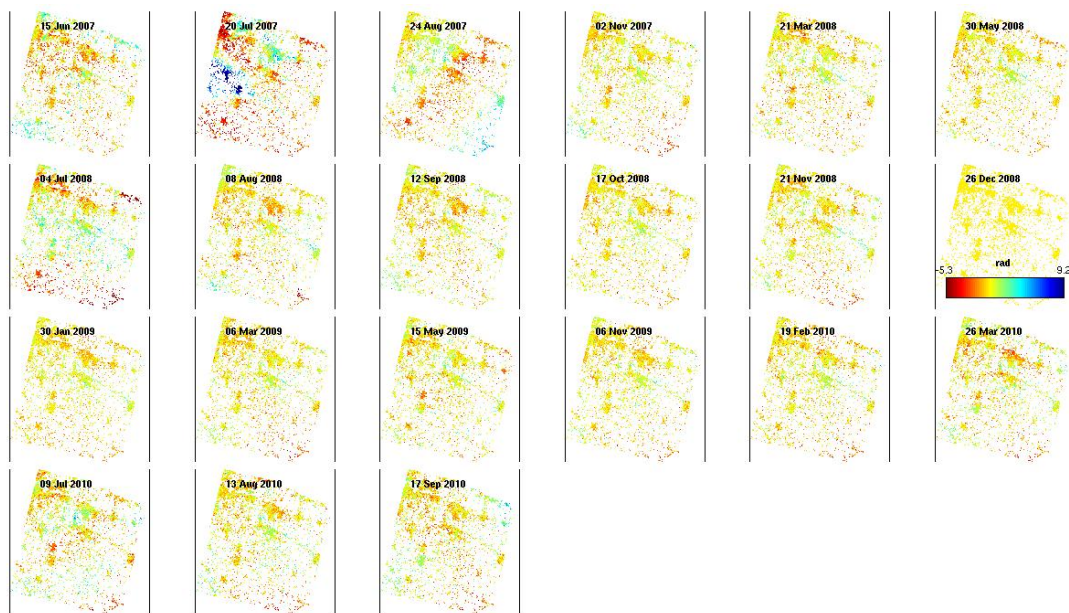 15 Jun 2007
20 Jul 2007
24 Aug 2007
02 Nov 2007
21 Mar 2008
30 May 2008
04 Jul 2008
08 Aug 2008
12 Sep 2008
17 Oct 2008
21 Nov 2008
26 Dec 2008
rad
-5.3
9.2
30 Jan 2009
06 Mar 2009
15 May 2009
06 Nov 2009
19 Feb 2010
26 Mar 2010
09 Jul 2010
13 Aug 2010
17 Sep 2010